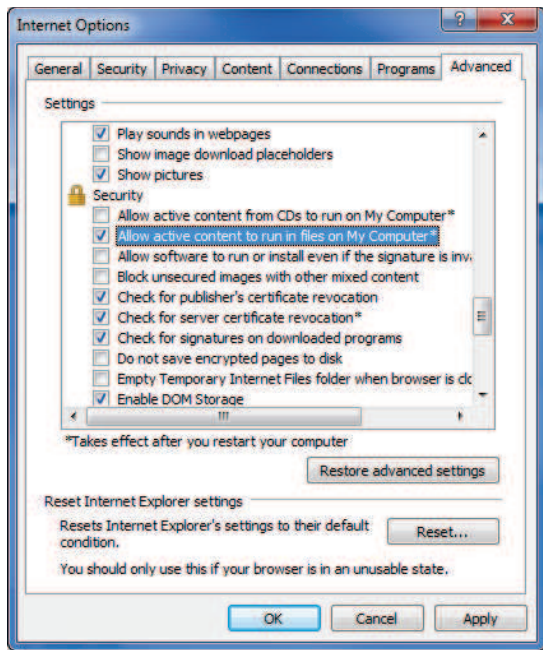 Internet Options
General Security Privacy Content Connections Programs Advanced
Settings
Play sounds in webpages
Show image download placeholders
Show pictures
Security
Allow active content from CDs to run on My Computer*
Allow active content to run in files on My Computer*
Allow software to run or install even if the signature is inv
Block unsecured images with other mixed content
Check for publisher's certificate revocation
Check for server certificate revocation*
Check for signatures on downloaded programs
Do not save encrypted pages to disk
Empty Temporary Internet Files folder when browser is clo
Enable DOM Storage
*Takes effect after you restart your computer
Restore advanced settings
Reset Internet Explorer settings
Resets Internet Explorer's settings to their default
condition.
Reset...
You should only use this if your browser is in an unusable state.
OK Cancel Apply